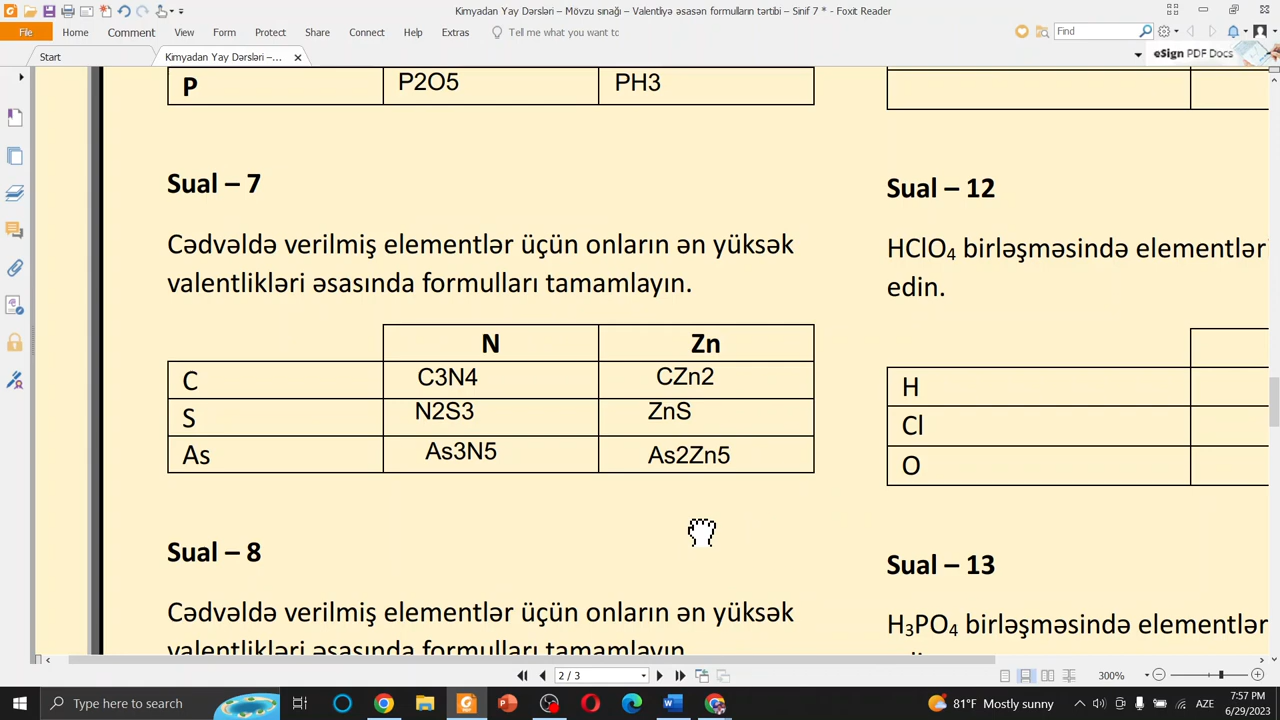 Kimyadan Yay Dərsləri – Mövzu sınağı – Valentliyə əsasən formulların tərtibi – Sinif 7 * - Foxit Reader
File Home Comment View Form Protect Share Connect Help Extras Tell me what you want to Find
Start Kimyadan Yay Dərsləri –... eSign PDF Docs
P P2O5 PH3
Sual – 7
Cədvəldə verilmiş elementlər üçün onların ən yüksək
valentlikləri əsasında formulları tamamlayın.
N Zn
C C3N4 CZn2
S N2S3 ZnS
As As3N5 As2Zn5
Sual – 8
Cədvəldə verilmiş elementlər üçün onların ən yüksək
valentlikləri əsasında formulları tamamlayın.
Sual – 12
HClO₄ birləşməsində elementləri
edin.
H
Cl
O
Sual – 13
H₃PO₄ birləşməsində elementlər
2 / 3 300%
Type here to search 81°F Mostly sunny AZE 7:57 PM
6/29/2023